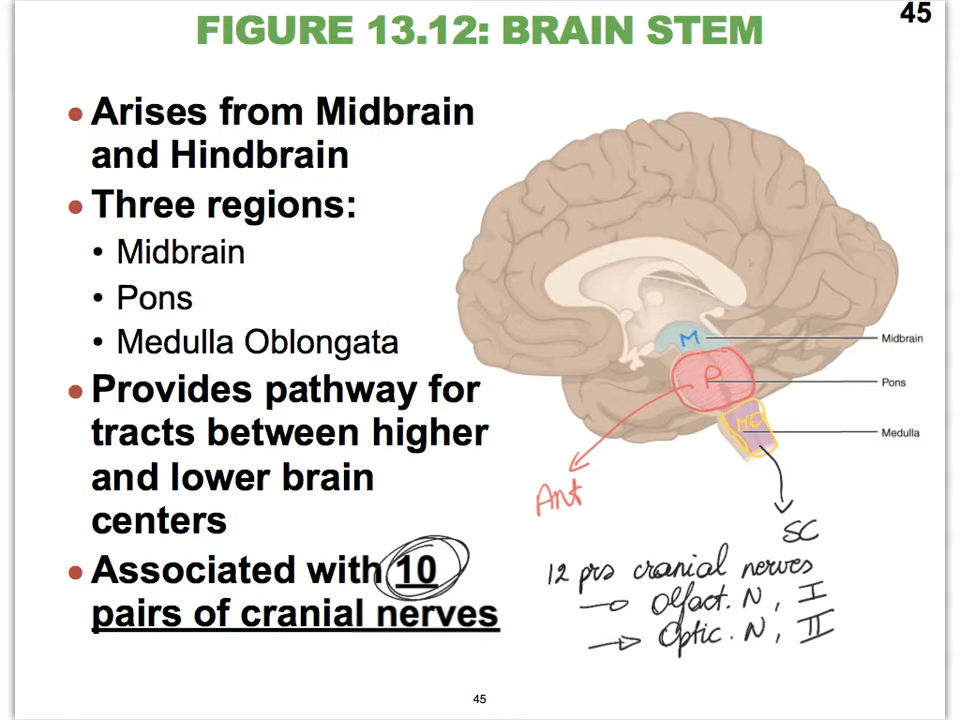 45
FIGURE 13.12: BRAIN STEM
• Arises from Midbrain
and Hindbrain
• Three regions:
• Midbrain
• Pons
• Medulla Oblongata
• Provides pathway for
tracts between higher
and lower brain
centers
• Associated with 10
pairs of cranial nerves
M
Midbrain
P
Pons
MO
Medulla
Ant
SC
12 prs cranial nerves
Olfact. N, I
Optic. N, II
45